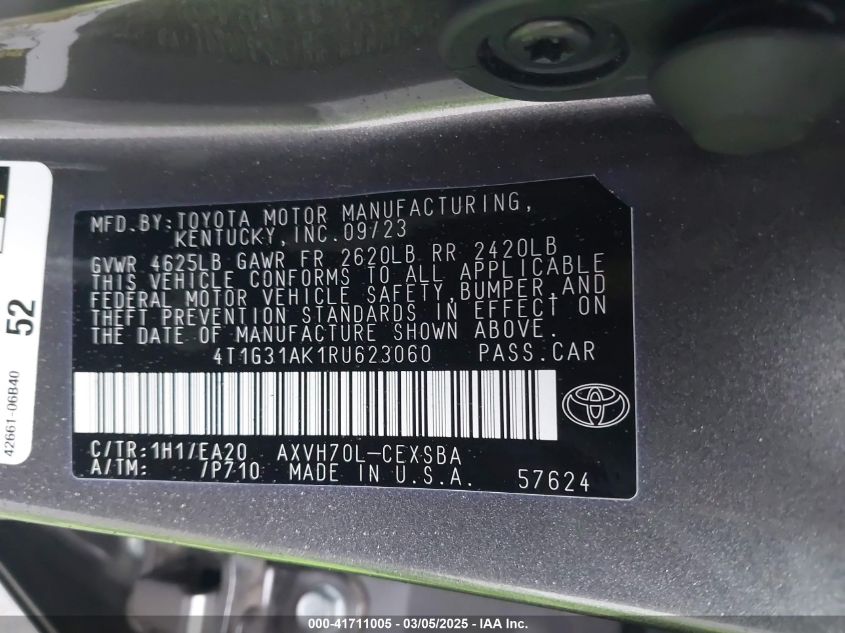 MFD.BY:TOYOTA MOTOR MANUFACTURING,
KENTUCKY, INC. 09/23
GVWR 4625LB GAWR FR 2620LB RR 2420LB
THIS VEHICLE CONFORMS TO ALL APPLICABLE
FEDERAL MOTOR VEHICLE SAFETY,BUMPER,AND
THEFT PREVENTION STANDARDS IN EFFECT ON
THE DATE OF MANUFACTURE SHOWN ABOVE.
4T1G31AK1RU623060 PASS.CAR
C/TR:1H17EA20 AXVH70L-CEXSBA
A/TM: /P710 MADE IN U.S.A. 57624
52
42661-06B40
000-41711005 - 03/05/2025 - IAA Inc.